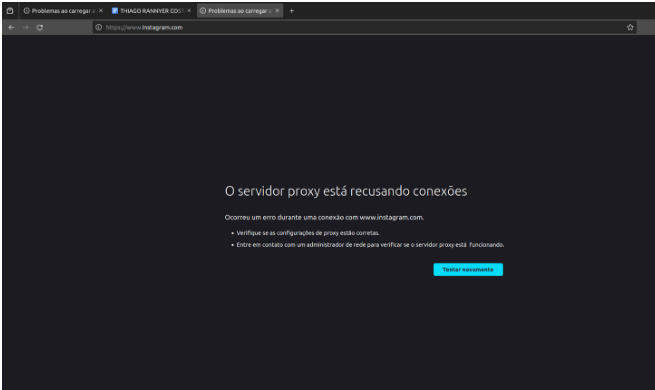 Problemas ao carregar a
THIAGO RANNYER COST
Problemas ao carregar a
https://www.instagram.com
O servidor proxy está recusando conexões
Ocorreu um erro durante uma conexão com www.instagram.com.
Verifique se as configurações de proxy estão corretas.
Entre em contato com um administrador de rede para verificar se o servidor proxy está funcionando.
Tentar novamente